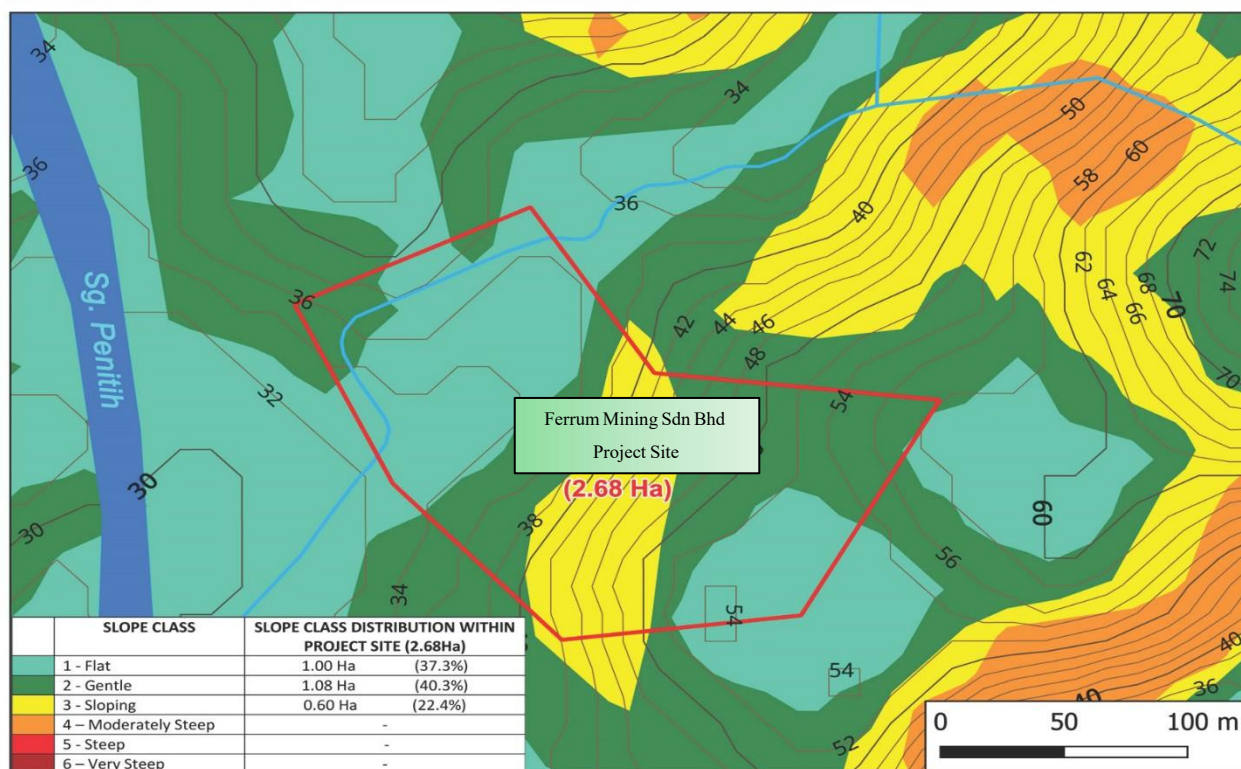 34
36
Sg. Penitih
30
30
32
36
34
36
34
38
40
42
44
46
48
50
60
58
62
64
66
68
70
72
74
70
54
56
60
54
54
52
40
40
36
Ferrum Mining Sdn Bhd
Project Site
(2.68 Ha)
SLOPE CLASS SLOPE CLASS DISTRIBUTION WITHIN
PROJECT SITE (2.68Ha)
1 - Flat 1.00 Ha (37.3%)
2 - Gentle 1.08 Ha (40.3%)
3 - Sloping 0.60 Ha (22.4%)
4 – Moderately Steep -
5 - Steep -
6 – Very Steep -
0 50 100 m